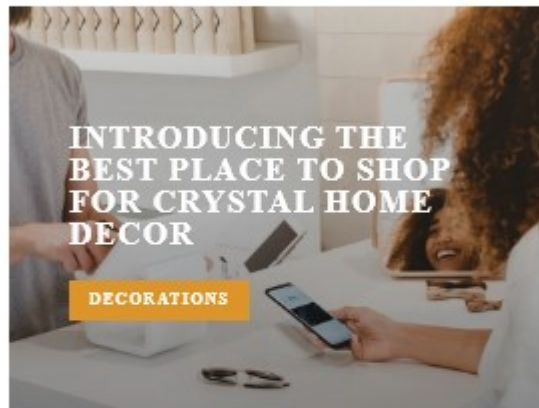 INTRODUCING THE
BEST PLACE TO SHOP
FOR CRYSTAL HOME
DECOR
DECORATIONS